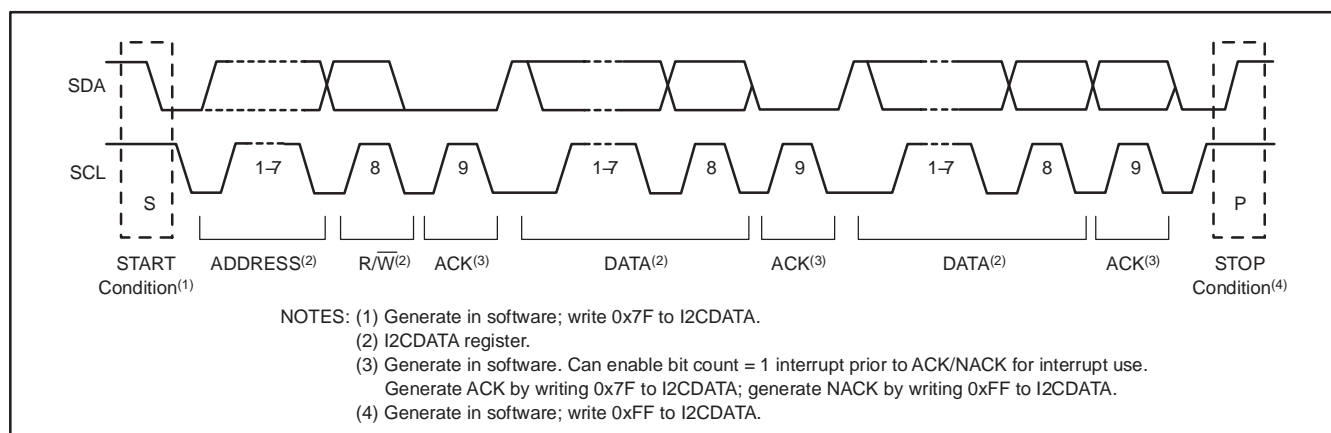 SDA
SCL
1–7 8 9 1–7 8 9 1–7 8 9
S P
START Condition(1)
ADDRESS(2) R/W(2) ACK(3) DATA(2) ACK(3) DATA(2) ACK(3)
STOP Condition(4)
NOTES: (1) Generate in software; write 0x7F to I2CDATA.
(2) I2CDATA register.
(3) Generate in software. Can enable bit count = 1 interrupt prior to ACK/NACK for interrupt use.
Generate ACK by writing 0x7F to I2CDATA; generate NACK by writing 0xFF to I2CDATA.
(4) Generate in software; write 0xFF to I2CDATA.